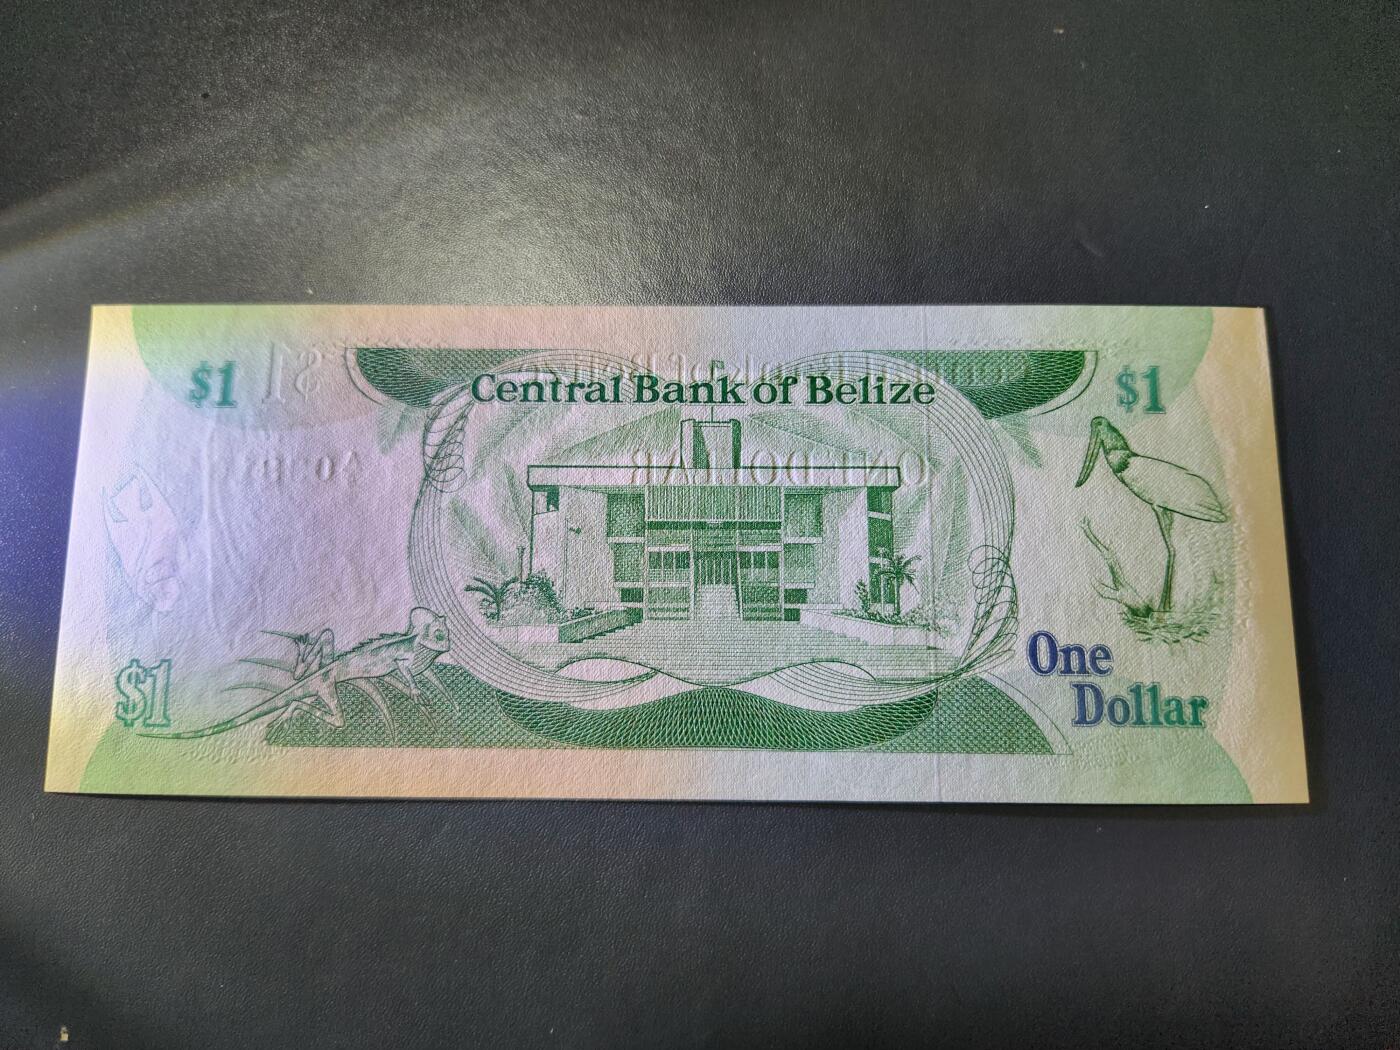 $1
Central Bank of Belize
$1
$1
One
Dollar